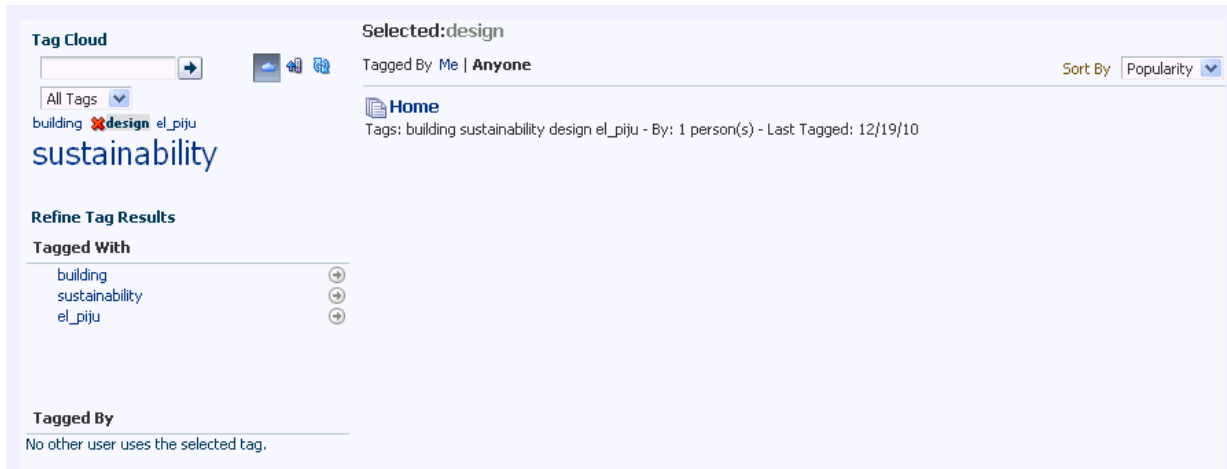 Tag Cloud
All Tags
building design el_piju
sustainability
Refine Tag Results
Tagged With
building
sustainability
el_piju
Tagged By
No other user uses the selected tag.
Selected:design
Tagged By Me | Anyone
Sort By Popularity
Home
Tags: building sustainability design el_piju - By: 1 person(s) - Last Tagged: 12/19/10